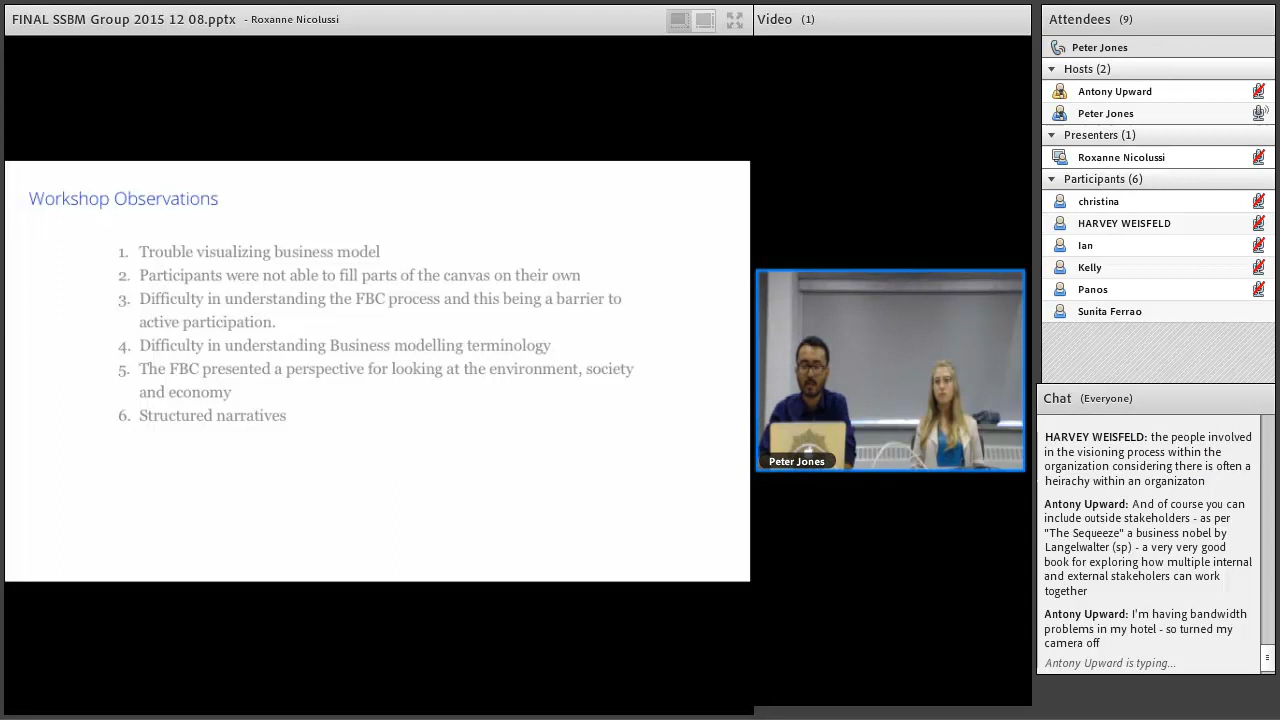 FINAL SSBM Group 2015 12 08.pptx - Roxanne Nicolussi
Workshop Observations
1. Trouble visualizing business model
2. Participants were not able to fill parts of the canvas on their own
3. Difficulty in understanding the FBC process and this being a barrier to
active participation.
4. Difficulty in understanding Business modelling terminology
5. The FBC presented a perspective for looking at the environment, society
and economy
6. Structured narratives
Video (1)
Peter Jones
Attendees (9)
Peter Jones
Hosts (2)
Antony Upward
Peter Jones
Presenters (1)
Roxanne Nicolussi
Participants (6)
christina
HARVEY WEISFELD
Ian
Kelly
Panos
Sunita Ferrao
Chat (Everyone)
HARVEY WEISFELD: the people involved
in the visioning process within the
organization considering there is often a
heirachy within an organizaton
Antony Upward: And of course you can
include outside stakeholders - as per
"The Sequeeze" a business nobel by
Langelwalter (sp) - a very very good
book for exploring how multiple internal
and external stakeholers can work
together
Antony Upward: I'm having bandwidth
problems in my hotel - so turned my
camera off
Antony Upward is typing...